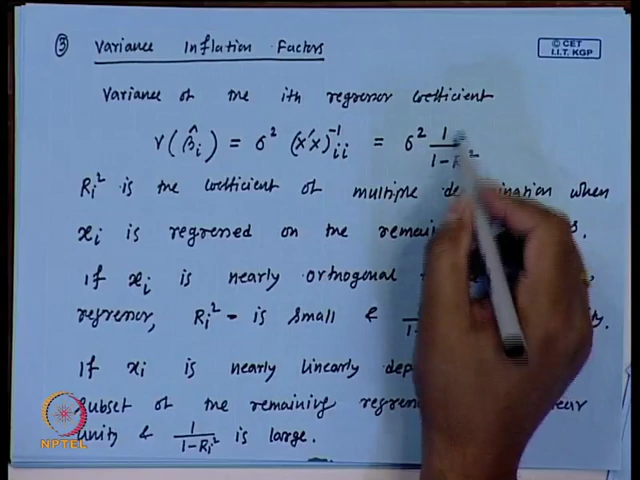 ③ Variance Inflation Factors
© CET
I.I.T. KGP
Variance of the ith regressor coefficient
V(β̂i) = σ² (X'X)⁻¹ii = σ² 1/(1-R²
Ri² is the coefficient of multiple when
xi is regressed on the
If xi is nearly orthogonal
regressor, Ri² - is small &
If xi is nearly linearly
subset of the remaining
unity & 1/(1-Ri²) is large.
NPTEL